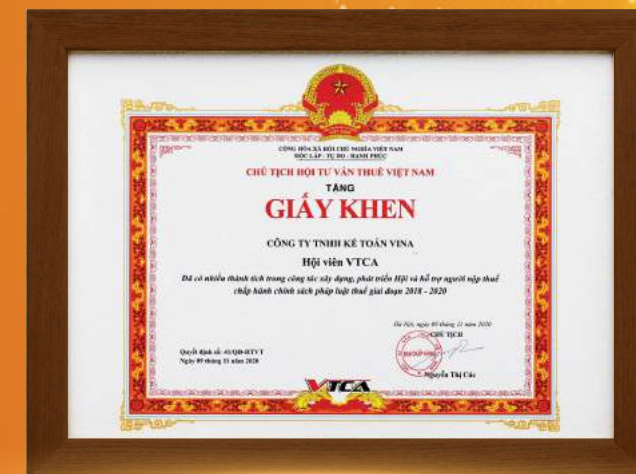 CỘNG HÒA XÃ HỘI CHỦ NGHĨA VIỆT NAM
ĐỘC LẬP - TỰ DO - HẠNH PHÚC
CHỦ TỊCH HỘI TƯ VẤN THUẾ VIỆT NAM
TẶNG
GIẤY KHEN
CÔNG TY TNHH KẾ TOÁN VINA
Hội viên VTCA
Đã có nhiều thành tích trong công tác xây dựng, phát triển Hội và hỗ trợ người nộp thuế
chấp hành chính sách pháp luật thuế giai đoạn 2018 - 2020
Hà Nội, ngày 09 tháng 11 năm 2020
CHỦ TỊCH
Quyết định số: 41/QĐ-HTVT
Ngày 09 tháng 11 năm 2020
Nguyễn Thị Cúc
VTCA